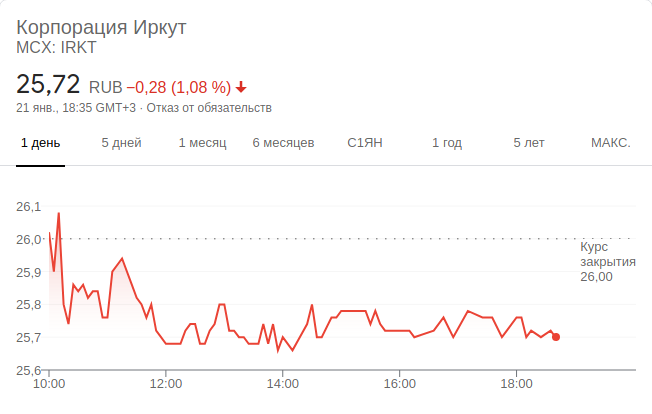 Корпорация Иркут
MCX: IRKT
25,72 RUB −0,28 (1,08 %)
21 янв., 18:35 GMT+3 · Отказ от обязательств
1 день 5 дней 1 месяц 6 месяцев С1ЯН 1 год 5 лет МАКС.
26,1
26,0
Курс
закрытия
26,00
25,9
25,8
25,7
25,6
10:00 12:00 14:00 16:00 18:00